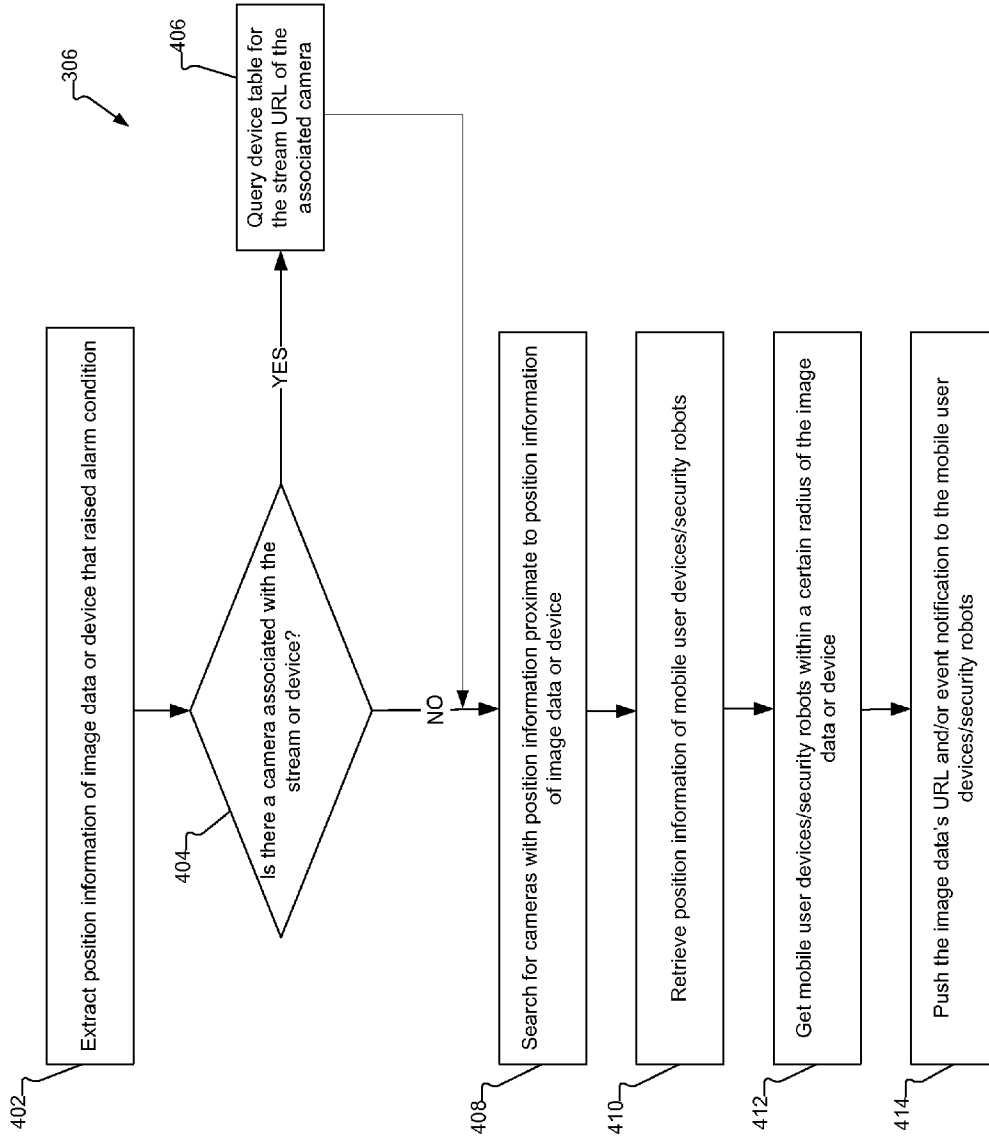 306
402
Extract position information of image data or device that raised alarm condition
404
Is there a camera associated with the
stream or device?
YES
406
Query device table for
the stream URL of the
associated camera
NO
408
Search for cameras with position information proximate to position information
of image data or device
410
Retrieve position information of mobile user devices/security robots
412
Get mobile user devices/security robots within a certain radius of the image
data or device
414
Push the image data's URL and/or event notification to the mobile user
devices/security robots